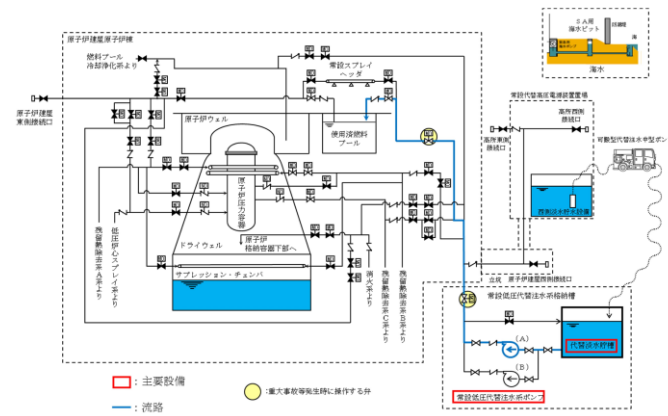 原子炉建屋原子炉棟
燃料プール
冷却浄化系より
原子炉建屋
東側接続口
常設スプレイ
ヘッダ
原子炉ウェル
使用済燃料
プール
原子炉圧力容器
ドライウェル
原子炉
格納容器下部へ
サプレッション・チェンバ
残留熱除去系A系より
低圧炉心スプレイ系より
消火系より
残留熱除去系C系より
残留熱除去系B系より
SA用
海水ピット
海
海水
常設代替高圧電源装置置場
高所西側
接続口
高所東側
接続口
可搬型代替注水中型ポンプ
西側淡水貯水設備
原子炉建屋西側接続口
常設低圧代替注水系格納槽
(A)
(B)
代替淡水貯槽
常設低圧代替注水系ポンプ
:主要設備
:流路
:重大事故等発生時に操作する弁